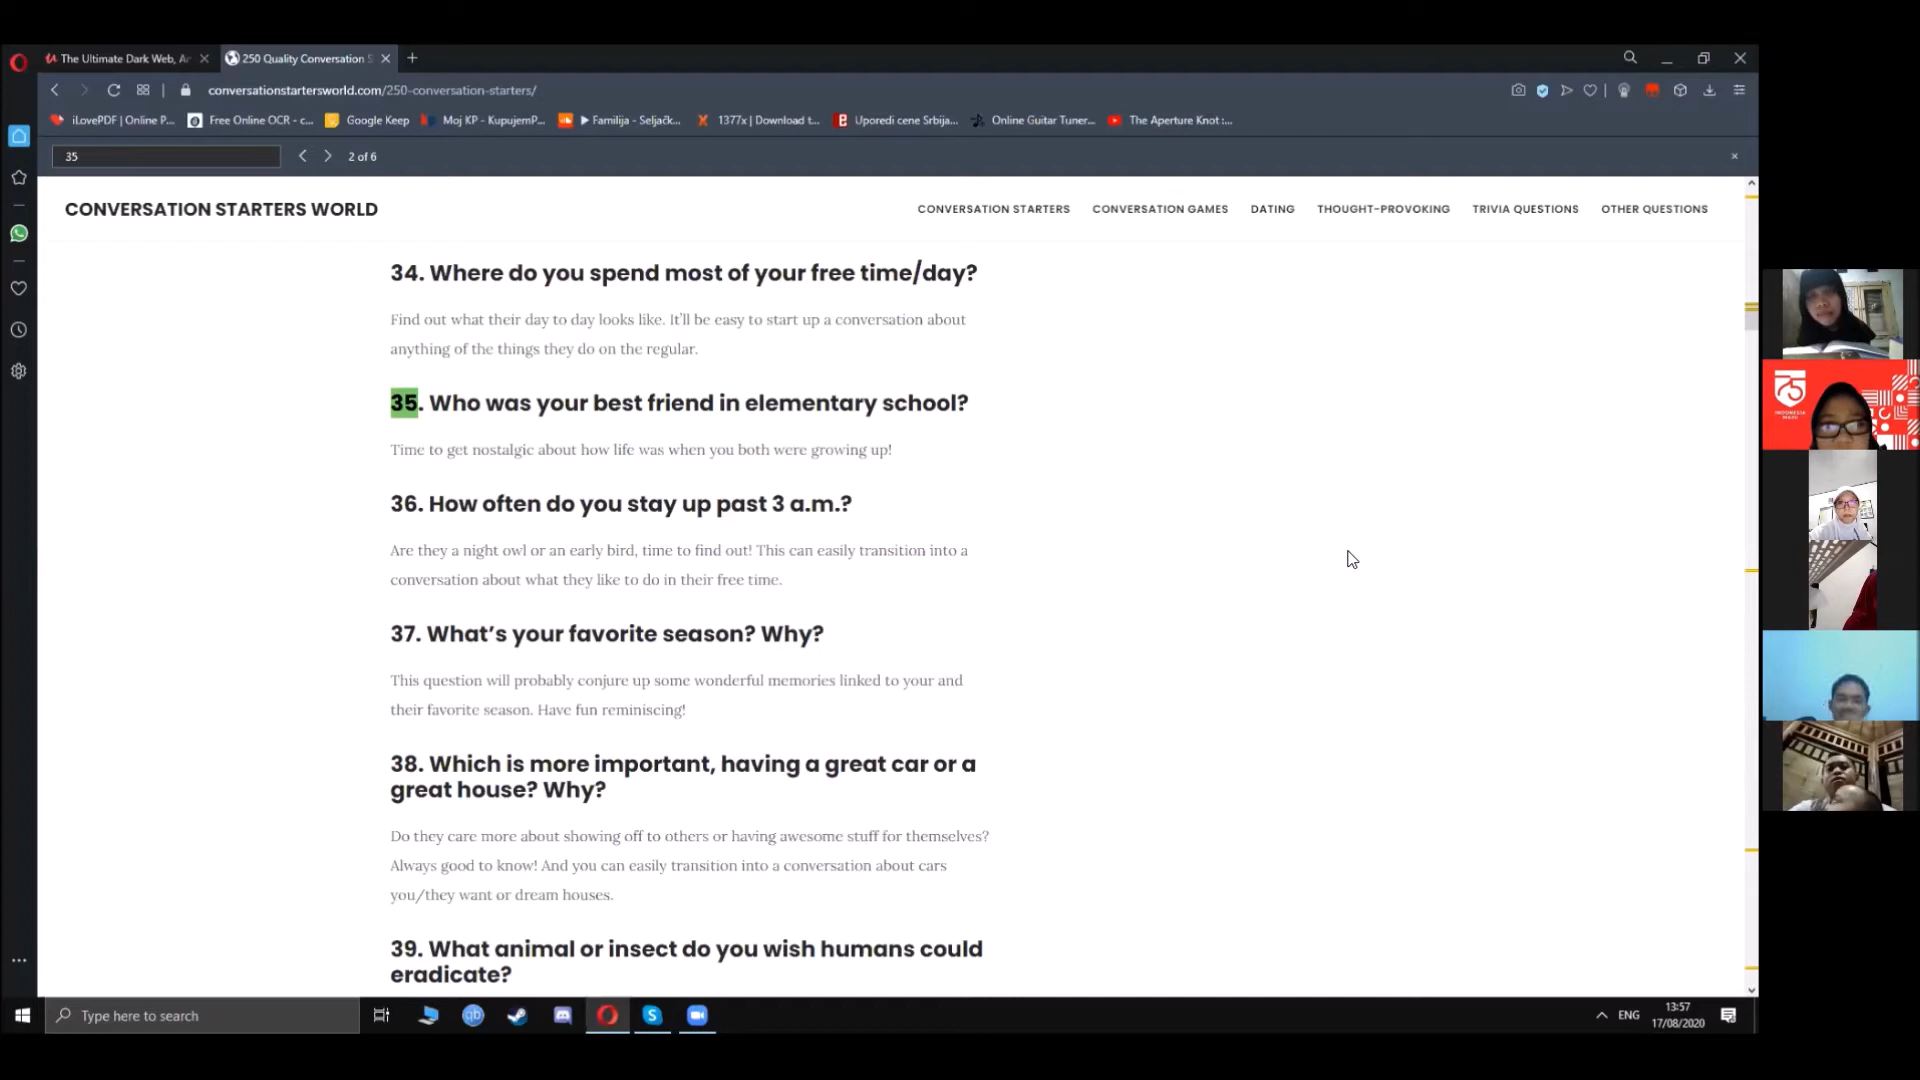 The Ultimate Dark Web, Ar
250 Quality Conversation S
conversationstartersworld.com/250-conversation-starters/
iLovePDF | Online P...
Free Online OCR - c...
Google Keep
Moj KP - KupujemP...
▶ Familija - Seljačk...
1377x | Download t...
Uporedi cene Srbija...
Online Guitar Tuner...
The Aperture Knot :...
35
2 of 6
CONVERSATION STARTERS WORLD
CONVERSATION STARTERS
CONVERSATION GAMES
DATING
THOUGHT-PROVOKING
TRIVIA QUESTIONS
OTHER QUESTIONS
34. Where do you spend most of your free time/day?
Find out what their day to day looks like. It'll be easy to start up a conversation about
anything of the things they do on the regular.
35. Who was your best friend in elementary school?
Time to get nostalgic about how life was when you both were growing up!
36. How often do you stay up past 3 a.m.?
Are they a night owl or an early bird, time to find out! This can easily transition into a
conversation about what they like to do in their free time.
37. What's your favorite season? Why?
This question will probably conjure up some wonderful memories linked to your and
their favorite season. Have fun reminiscing!
38. Which is more important, having a great car or a
great house? Why?
Do they care more about showing off to others or having awesome stuff for themselves?
Always good to know! And you can easily transition into a conversation about cars
you/they want or dream houses.
39. What animal or insect do you wish humans could
eradicate?
75
INDONESIA
MAJU
Type here to search
qb
ENG
13:57
17/08/2020